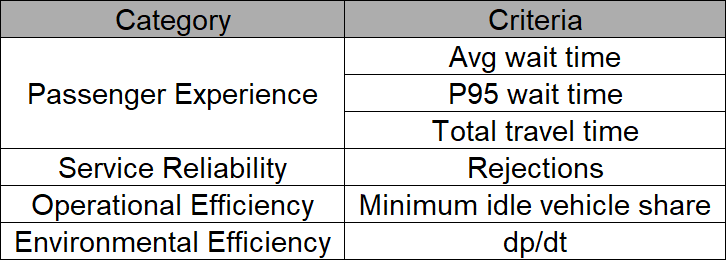 Category Criteria
Passenger Experience
Avg wait time
P95 wait time
Total travel time
Service Reliability Rejections
Operational Efficiency Minimum idle vehicle share
Environmental Efficiency dp/dt